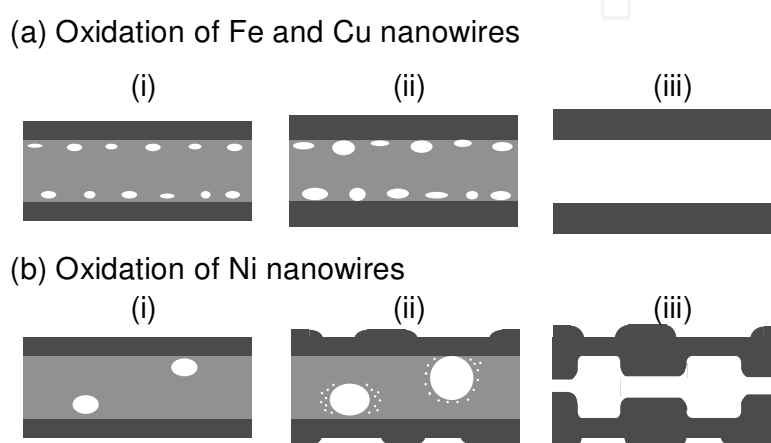 (a) Oxidation of Fe and Cu nanowires
(i) (ii) (iii)
(b) Oxidation of Ni nanowires
(i) (ii) (iii)